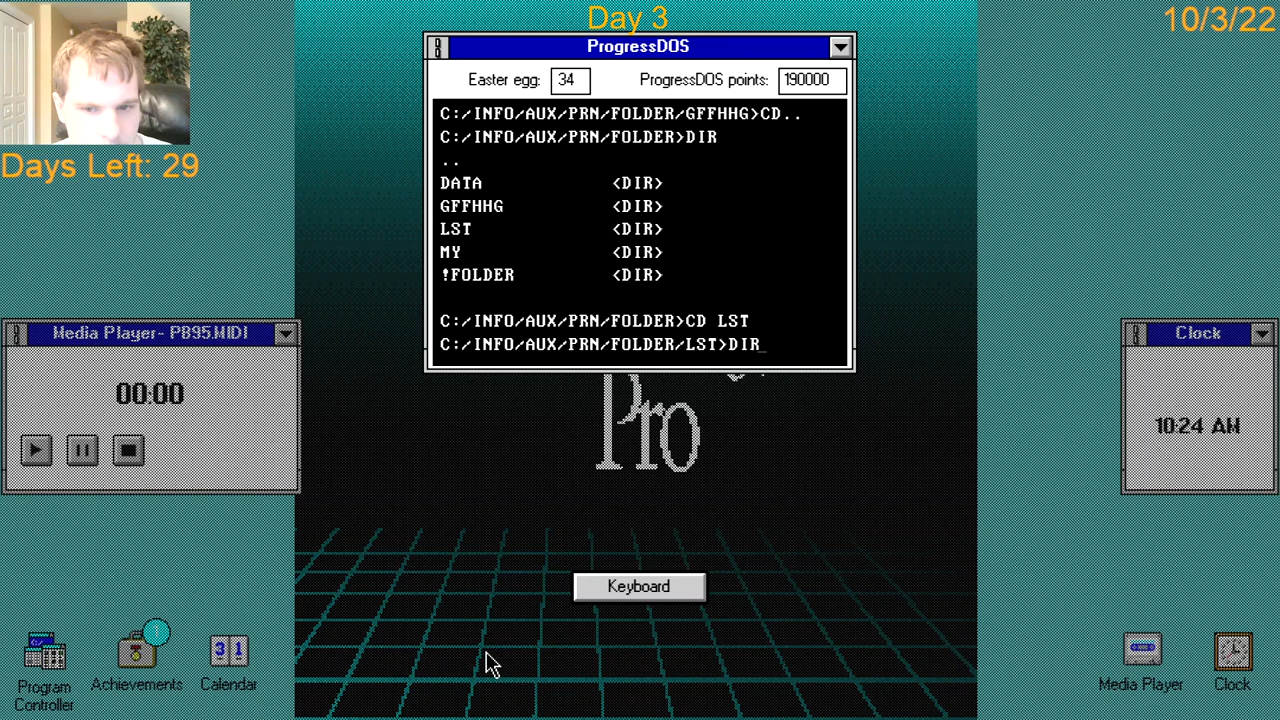 Day 3
10/3/22
Days Left: 29
ProgressDOS
Easter egg: 34
ProgressDOS points: 190000
C:/INFO/AUX/PRN/FOLDER/GFFHHG>CD..
C:/INFO/AUX/PRN/FOLDER>DIR
..
DATA <DIR>
GFFHHG <DIR>
LST <DIR>
MY <DIR>
!FOLDER <DIR>
C:/INFO/AUX/PRN/FOLDER>CD LST
C:/INFO/AUX/PRN/FOLDER/LST>DIR_
Media Player- PB95.MIDI
00:00
Clock
10:24 AM
Pro
Keyboard
Program
Controller
1
Achievements
31
Calendar
Media Player
Clock